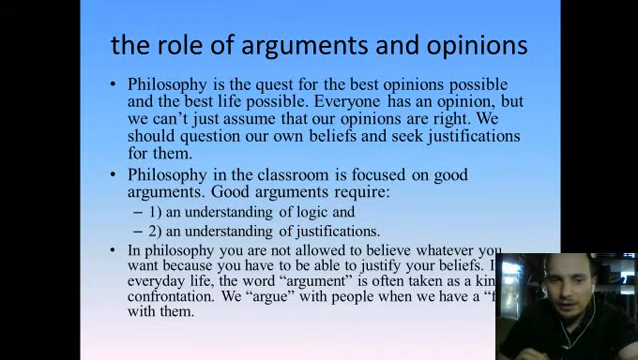 the role of arguments and opinions
• Philosophy is the quest for the best opinions possible
and the best life possible. Everyone has an opinion, but
we can't just assume that our opinions are right. We
should question our own beliefs and seek justifications
for them.
• Philosophy in the classroom is focused on good
arguments. Good arguments require:
– 1) an understanding of logic and
– 2) an understanding of justifications.
• In philosophy you are not allowed to believe whatever you
want because you have to be able to justify your beliefs.
everyday life, the word "argument" is often taken as a
confrontation. We "argue" with people when we have a
with them.